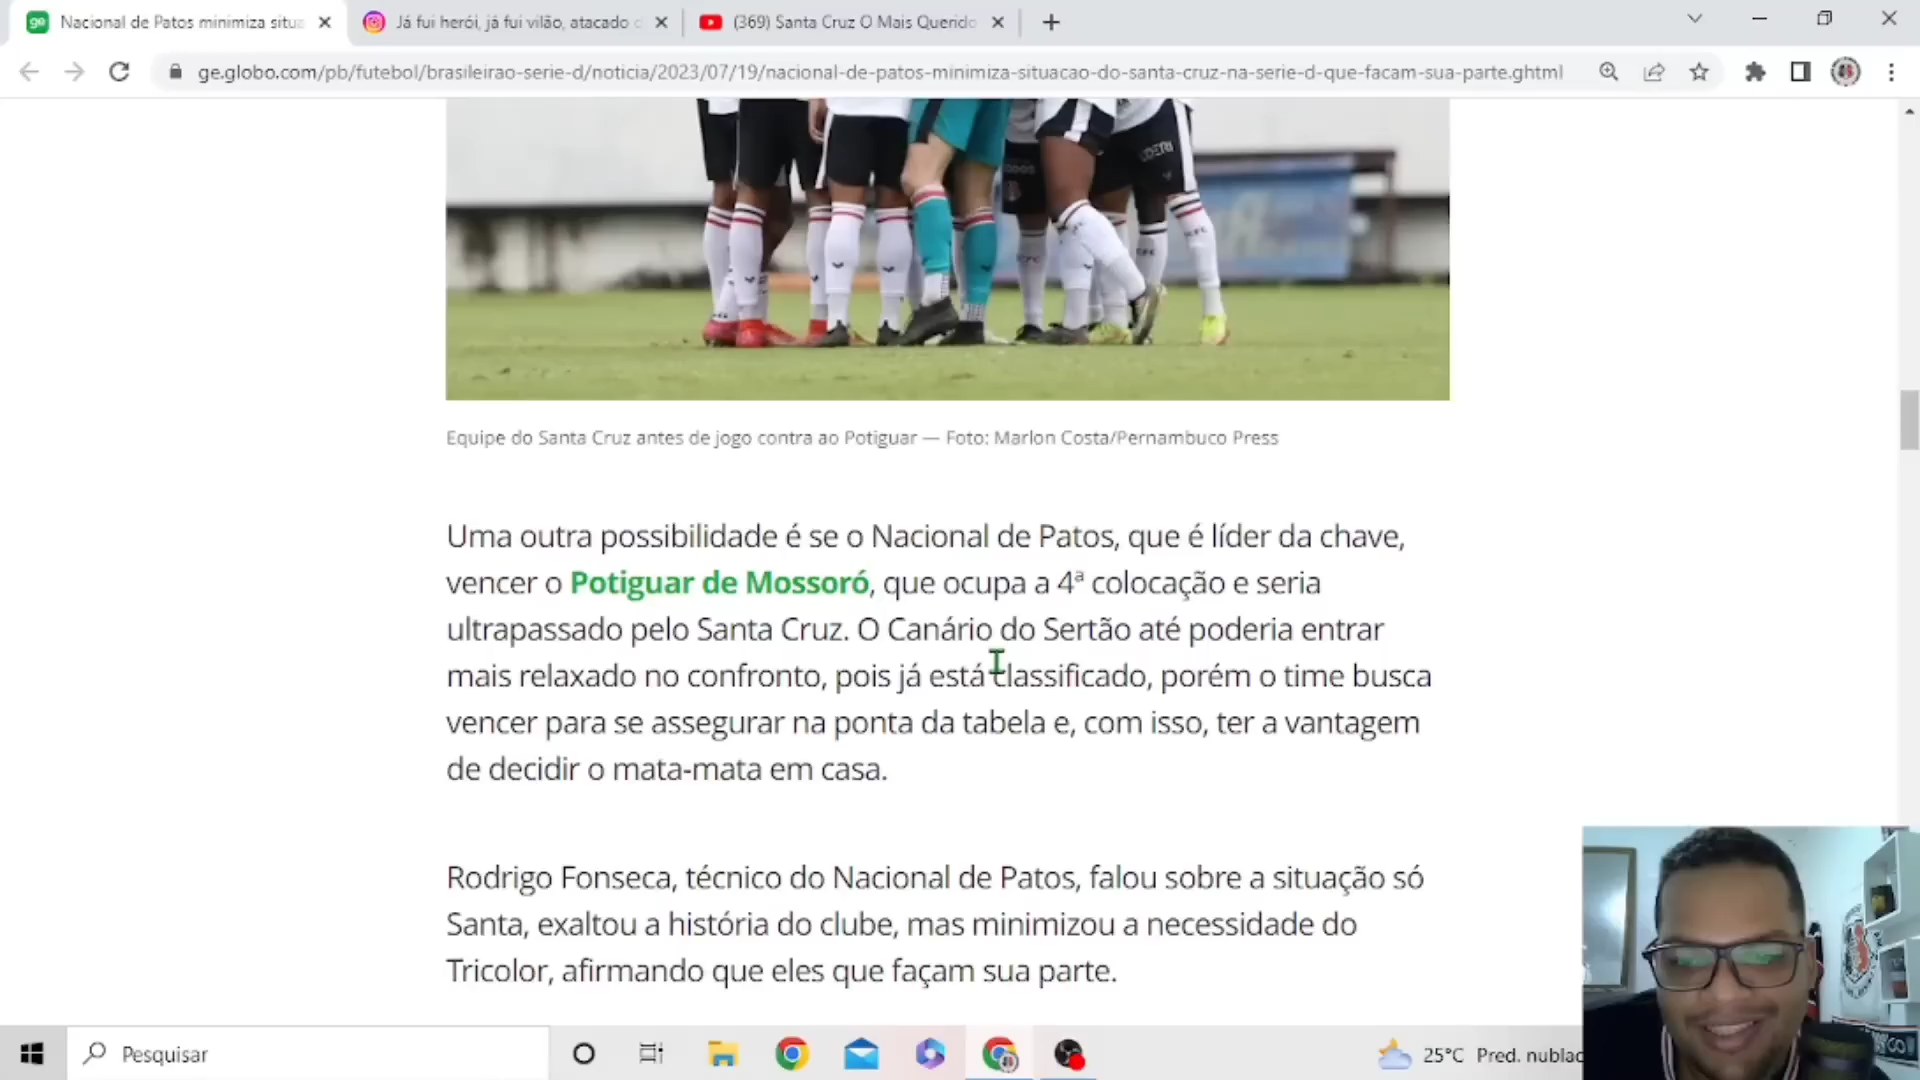 ge Nacional de Patos minimiza situa
Já fui herói, já fui vilão, atacado
(369) Santa Cruz O Mais Querido
ge.globo.com/pb/futebol/brasileirao-serie-d/noticia/2023/07/19/nacional-de-patos-minimiza-situacao-do-santa-cruz-na-serie-d-que-facam-sua-parte.ghtml
Equipe do Santa Cruz antes de jogo contra ao Potiguar — Foto: Marlon Costa/Pernambuco Press
Uma outra possibilidade é se o Nacional de Patos, que é líder da chave,
vencer o Potiguar de Mossoró, que ocupa a 4ª colocação e seria
ultrapassado pelo Santa Cruz. O Canário do Sertão até poderia entrar
mais relaxado no confronto, pois já está classificado, porém o time busca
vencer para se assegurar na ponta da tabela e, com isso, ter a vantagem
de decidir o mata-mata em casa.
Rodrigo Fonseca, técnico do Nacional de Patos, falou sobre a situação só
Santa, exaltou a história do clube, mas minimizou a necessidade do
Tricolor, afirmando que eles que façam sua parte.
Pesquisar
25°C Pred. nublac